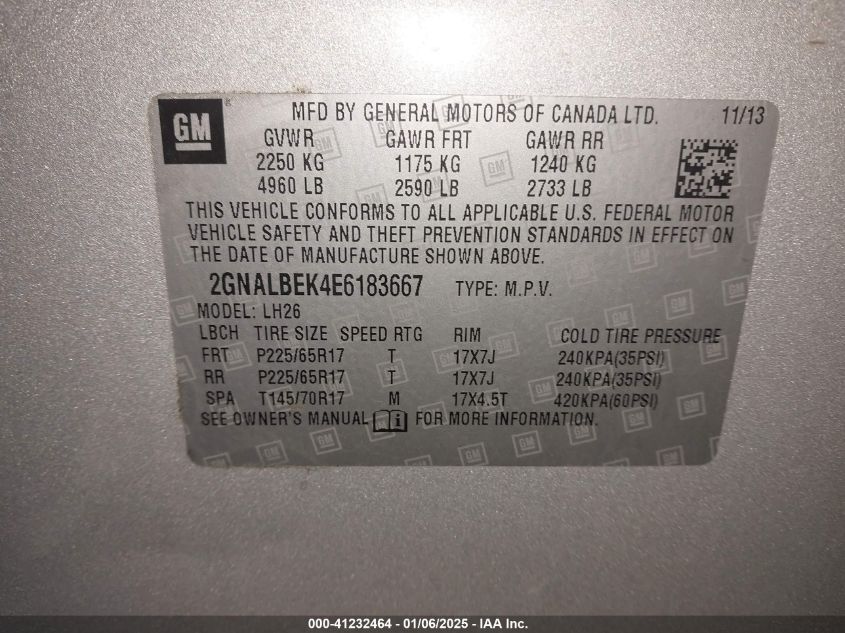 GM ® MFD BY GENERAL MOTORS OF CANADA LTD. 11/13
GVWR GAWR FRT GAWR RR
2250 KG 1175 KG 1240 KG
4960 LB 2590 LB 2733 LB
THIS VEHICLE CONFORMS TO ALL APPLICABLE U.S. FEDERAL MOTOR
VEHICLE SAFETY AND THEFT PREVENTION STANDARDS IN EFFECT ON
THE DATE OF MANUFACTURE SHOWN ABOVE.
2GNALBEK4E6183667 TYPE: M.P.V.
MODEL: LH26
LBCH TIRE SIZE SPEED RTG RIM COLD TIRE PRESSURE
FRT P225/65R17 T 17X7J 240KPA(35PSI)
RR P225/65R17 T 17X7J 240KPA(35PSI)
SPA T145/70R17 M 17X4.5T 420KPA(60PSI)
SEE OWNER'S MANUAL i FOR MORE INFORMATION.
000-41232464 - 01/06/2025 - IAA Inc.